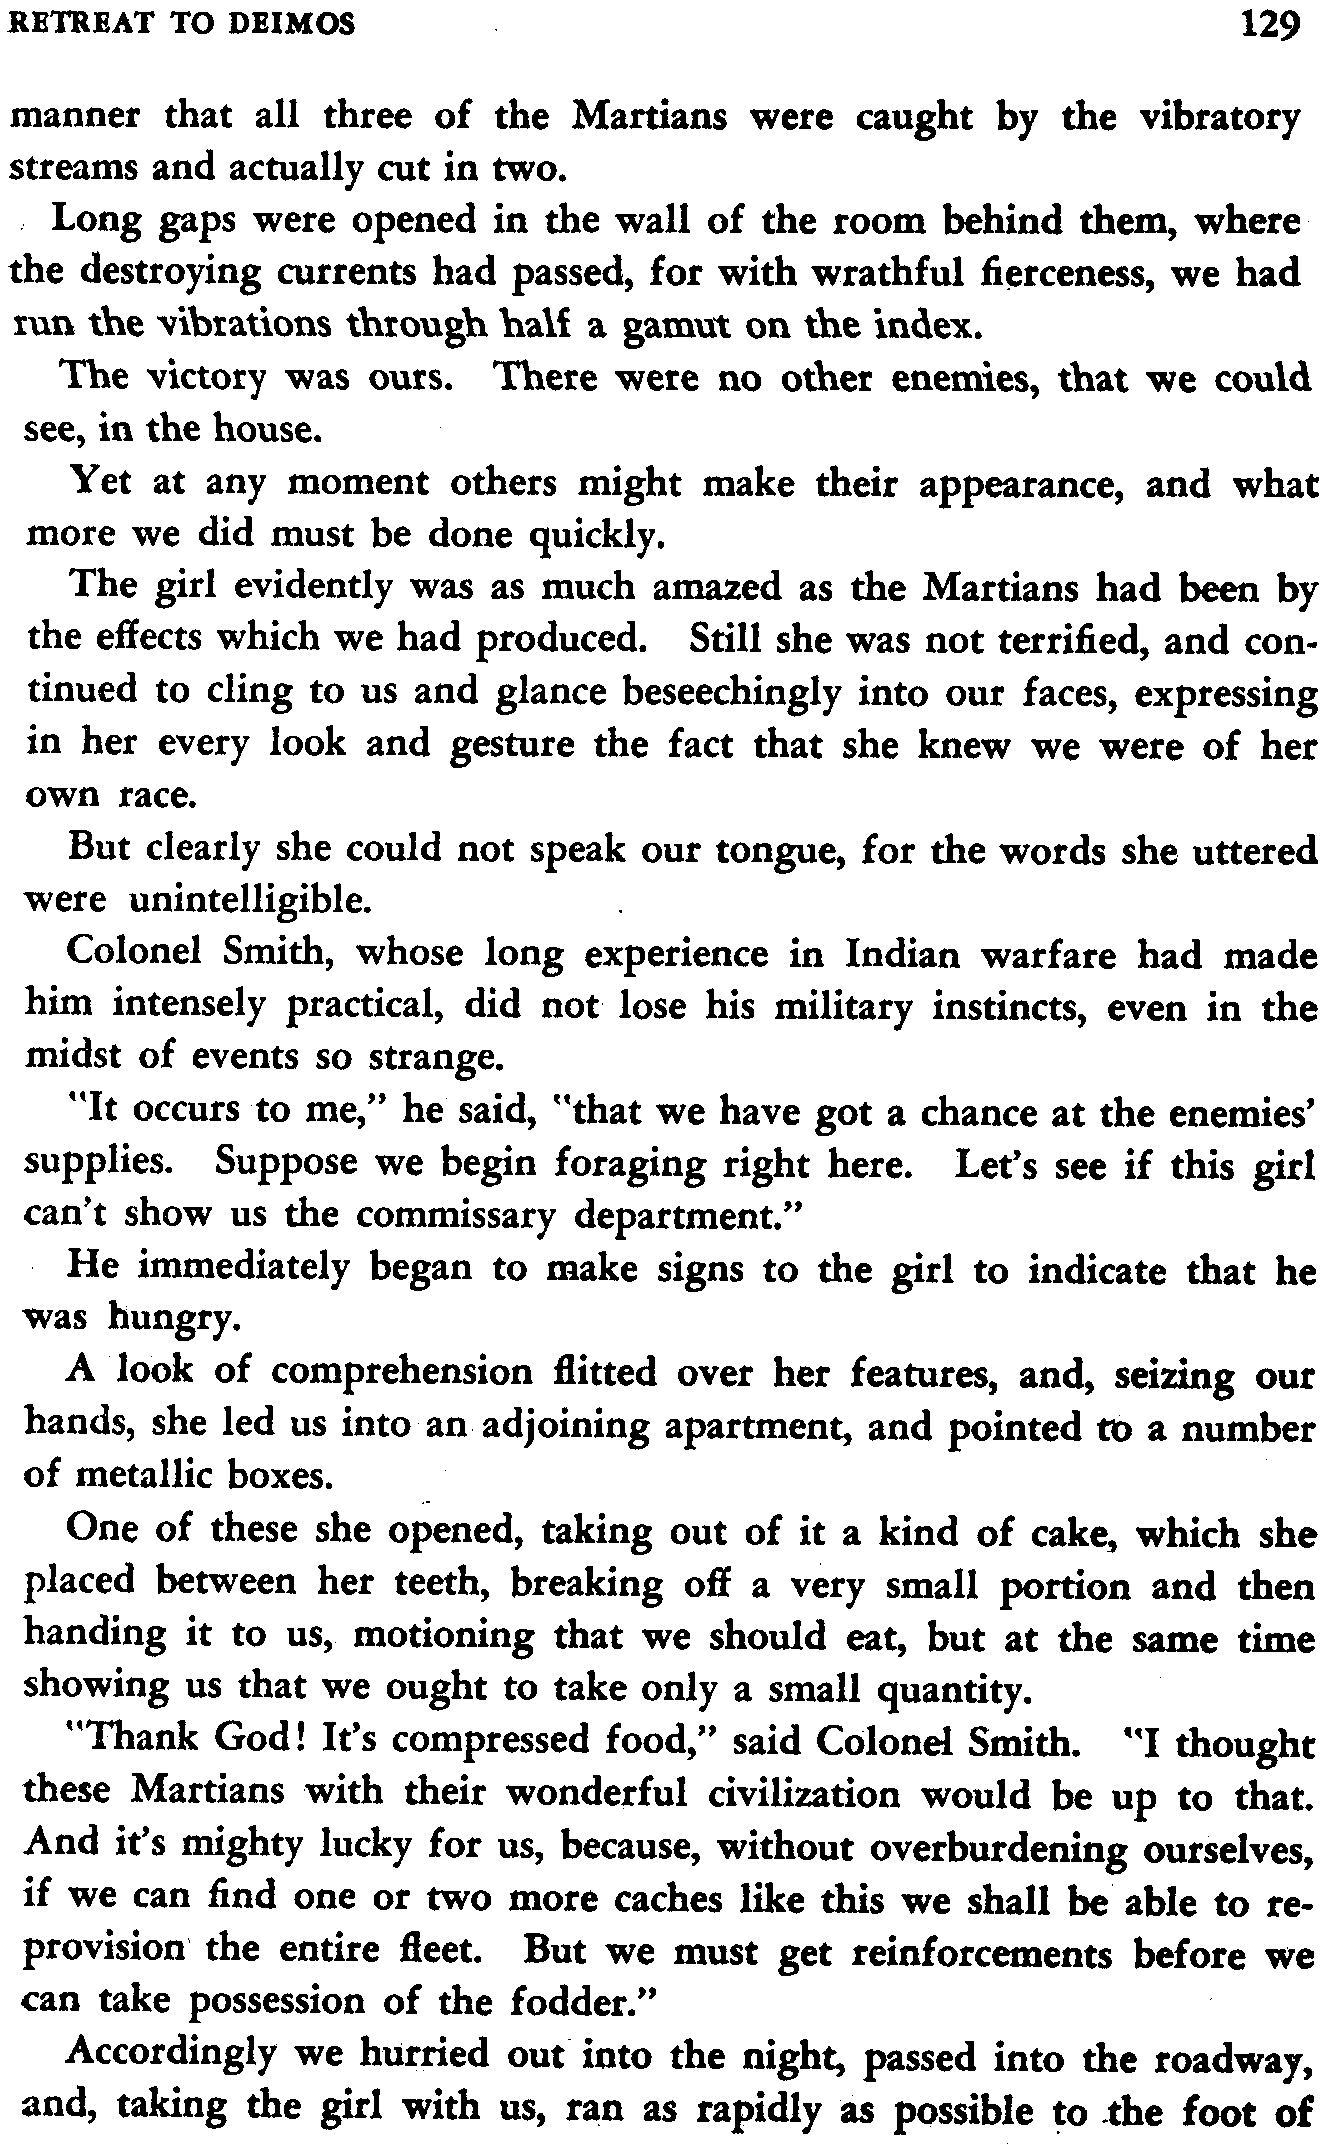 RETREAT TO DEIMOS 129
manner that all three of the Martians were caught by the vibratory
streams and actually cut in two.
Long gaps were opened in the wall of the room behind them, where
the destroying currents had passed, for with wrathful fierceness, we had
run the vibrations through half a gamut on the index.
The victory was ours. There were no other enemies, that we could
see, in the house.
Yet at any moment others might make their appearance, and what
more we did must be done quickly.
The girl evidently was as much amazed as the Martians had been by
the effects which we had produced. Still she was not terrified, and con-
tinued to cling to us and glance beseechingly into our faces, expressing
in her every look and gesture the fact that she knew we were of her
own race.
But clearly she could not speak our tongue, for the words she uttered
were unintelligible.
Colonel Smith, whose long experience in Indian warfare had made
him intensely practical, did not lose his military instincts, even in the
midst of events so strange.
"It occurs to me," he said, "that we have got a chance at the enemies'
supplies. Suppose we begin foraging right here. Let's see if this girl
can't show us the commissary department."
He immediately began to make signs to the girl to indicate that he
was hungry.
A look of comprehension flitted over her features, and, seizing our
hands, she led us into an adjoining apartment, and pointed to a number
of metallic boxes.
One of these she opened, taking out of it a kind of cake, which she
placed between her teeth, breaking off a very small portion and then
handing it to us, motioning that we should eat, but at the same time
showing us that we ought to take only a small quantity.
"Thank God! It's compressed food," said Colonel Smith. "I thought
these Martians with their wonderful civilization would be up to that.
And it's mighty lucky for us, because, without overburdening ourselves,
if we can find one or two more caches like this we shall be able to re-
provision the entire fleet. But we must get reinforcements before we
can take possession of the fodder."
Accordingly we hurried out into the night, passed into the roadway,
and, taking the girl with us, ran as rapidly as possible to the foot of